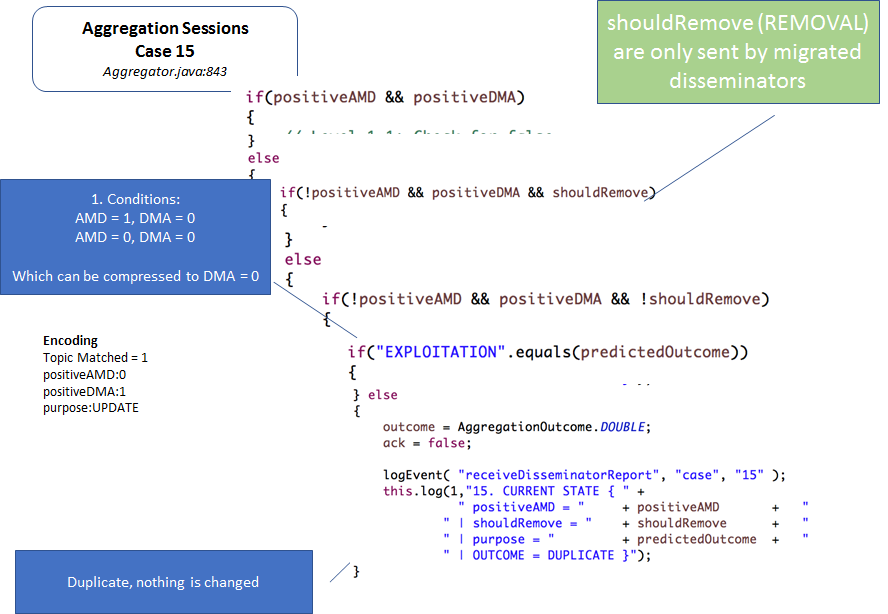 Aggregation Sessions
Case 15
Aggregator.java:843
shouldRemove (REMOVAL)
are only sent by migrated
disseminators
if(positiveAMD && positiveDMA)
{
}
else
{
if(!positiveAMD && positiveDMA && shouldRemove)
{
}
else
{
if(!positiveAMD && positiveDMA && !shouldRemove)
{
1. Conditions:
AMD = 1, DMA = 0
AMD = 0, DMA = 0
Which can be compressed to DMA = 0
Encoding
Topic Matched = 1
positiveAMD:0
positiveDMA:1
purpose:UPDATE
if("EXPLOITATION".equals(predictedOutcome))
{
} else
{
outcome = AggregationOutcome.DOUBLE;
ack = false;
logEvent( "receiveDisseminatorReport", "case", "15" );
this.log(1,"15. CURRENT STATE { " +
" positiveAMD = " + positiveAMD + "
" | shouldRemove = " + shouldRemove + "
" | purpose = " + predictedOutcome + "
" | OUTCOME = DUPLICATE }");
}
Duplicate, nothing is changed